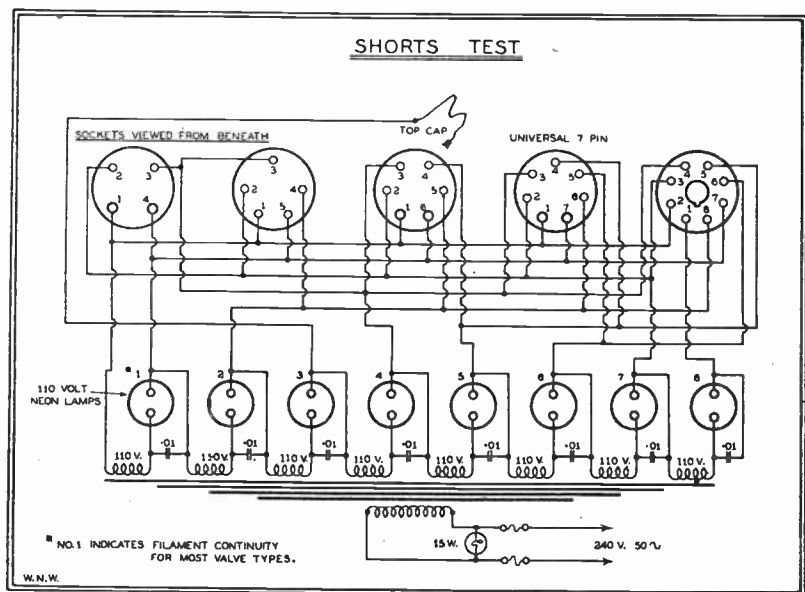 SHORTS TEST
SOCKETS VIEWED FROM BENEATH
TOP CAP
UNIVERSAL 7 PIN
2 3
1 4
3
2 4
1 5
3 4
2 5
1 6
4
3 5
2 6
1 7
4 5
3 6
2 7
1 8
* 1 2 3 4 5 6 7 8
110 VOLT
NEON LAMPS
·01 ·01 ·01 ·01 ·01 ·01 ·01 ·01
110 V. 110 V. 110 V. 110 V. 110 V. 110 V. 110 V. 110 V.
15 W.
240 V. 50 ∿
* NO.1 INDICATES FILAMENT CONTINUITY
FOR MOST VALVE TYPES.
W.N.W.